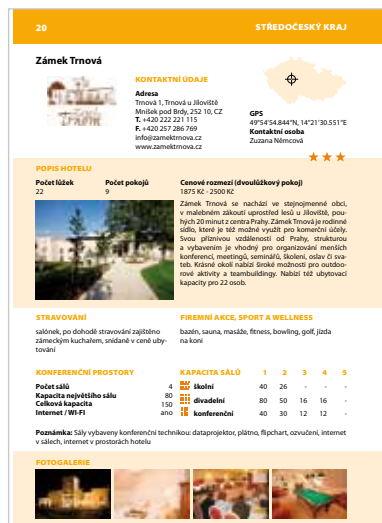 20
STŘEDOČESKÝ KRAJ
Zámek Trnová
KONTAKTNÍ ÚDAJE
Adresa
Trnová 1, Trnová u Jíloviště
Mníšek pod Brdy, 252 10, CZ
T. +420 222 221 115
F. +420 257 286 769
info@zamektrnova.cz
www.zamektrnova.cz
GPS
49°54'54.844"N, 14°21'30.551"E
Kontaktní osoba
Zuzana Němcová
POPIS HOTELU
Počet lůžek
22
Počet pokojů
9
Cenové rozmezí (dvoulůžkový pokoj)
1875 Kč - 2500 Kč
Zámek Trnová se nachází ve stejnojmenné obci,
v malebném zákoutí uprostřed lesů u Jíloviště, pou-
hých 20 minut z centra Prahy. Zámek Trnová je rodinné
sídlo, které je též možné využít pro komerční účely.
Svou příznivou vzdáleností od Prahy, strukturou
a vybavením je vhodný pro organizování menších
konferencí, meetingů, seminářů, školení, oslav či sva-
teb. Krásné okolí nabízí široké možnosti pro outdoo-
rové aktivity a teambuildingy. Nabízí též ubytovací
kapacity pro 22 osob.
STRAVOVÁNÍ
salónek, po dohodě stravování zajištěno
zámeckým kuchařem, snídaně v ceně uby-
tování
FIREMNÍ AKCE, SPORT A WELLNESS
bazén, sauna, masáže, fitness, bowling, golf, jízda
na koni
KONFERENČNÍ PROSTORY
Počet sálů 4
Kapacita největšího sálu 80
Celková kapacita 150
Internet / WI-FI ano
KAPACITA SÁLŮ 1 2 3 4 5
školní 40 26 - - -
divadelní 80 50 16 16 -
konferenční 40 30 12 12 -
Poznámka: Sály vybaveny konferenční technikou: dataprojektor, plátno, flipchart, ozvučení, internet
v sálech, internet v prostorách hotelu
FOTOGALERIE